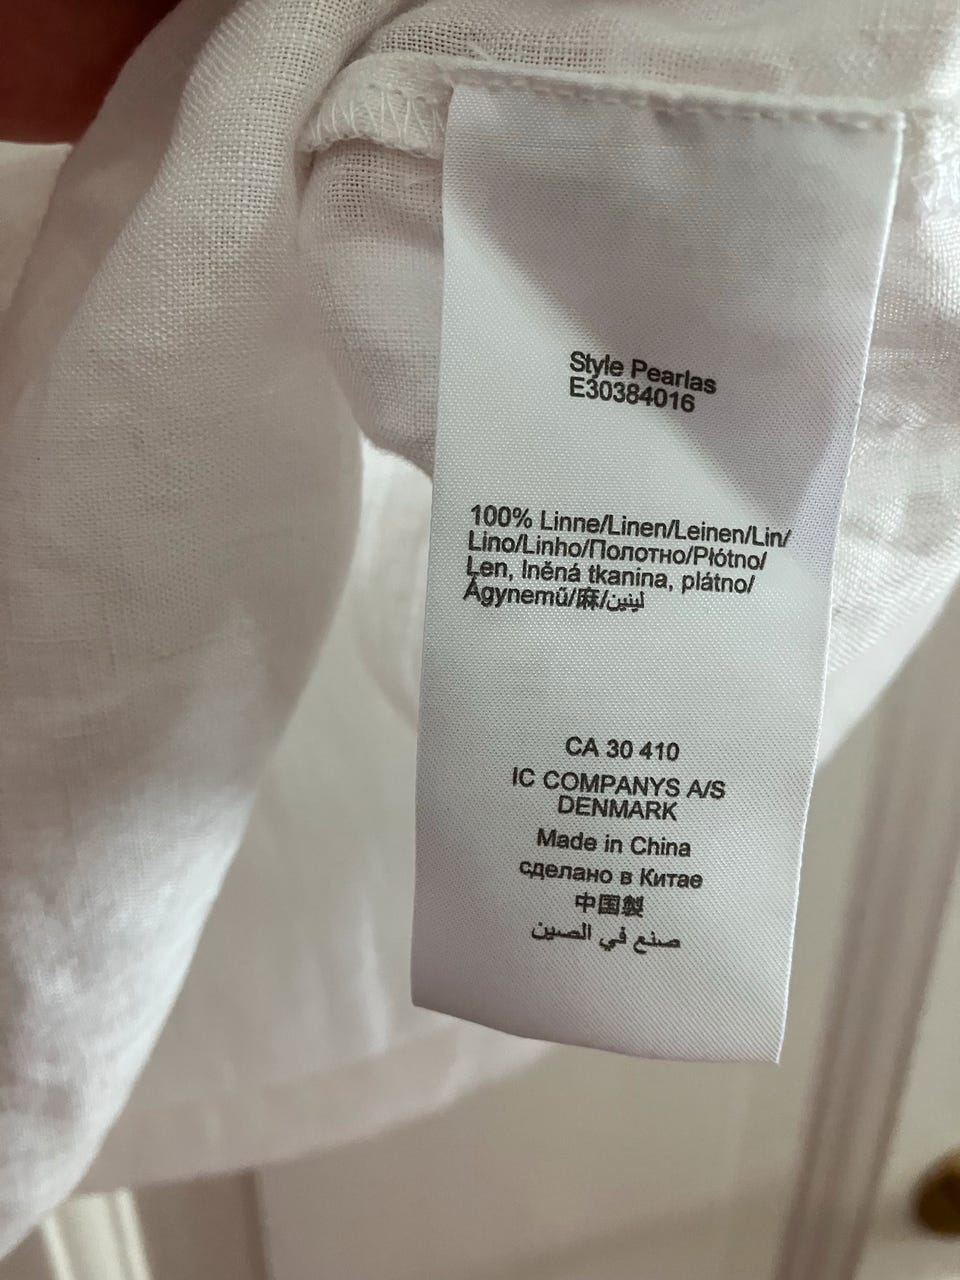 Style Pearlas
E30384016
100% Linne/Linen/Leinen/Lin/
Lino/Linho/Полотно/Płótno/
Len, lněná tkanina, plátno/
Ágynemű/麻/لينين
CA 30 410
IC COMPANYS A/S
DENMARK
Made in China
сделано в Китае
中国製
صنع في الصين